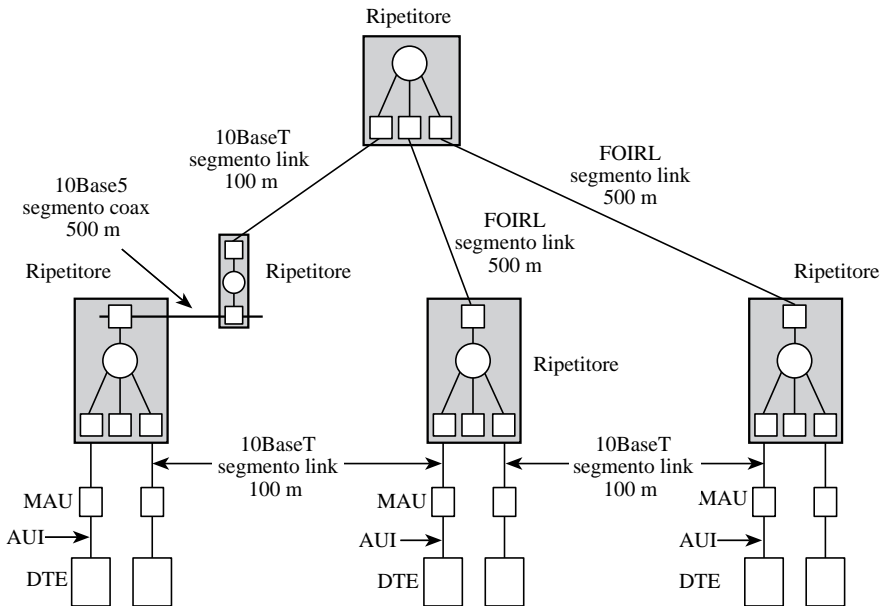 Ripetitore
10BaseT
segmento link
100 m
FOIRL
segmento link
500 m
10Base5
segmento coax
500 m
FOIRL
segmento link
500 m
Ripetitore
Ripetitore
Ripetitore
Ripetitore
10BaseT
segmento link
100 m
10BaseT
segmento link
100 m
MAU
MAU
MAU
AUI
AUI
AUI
DTE
DTE
DTE